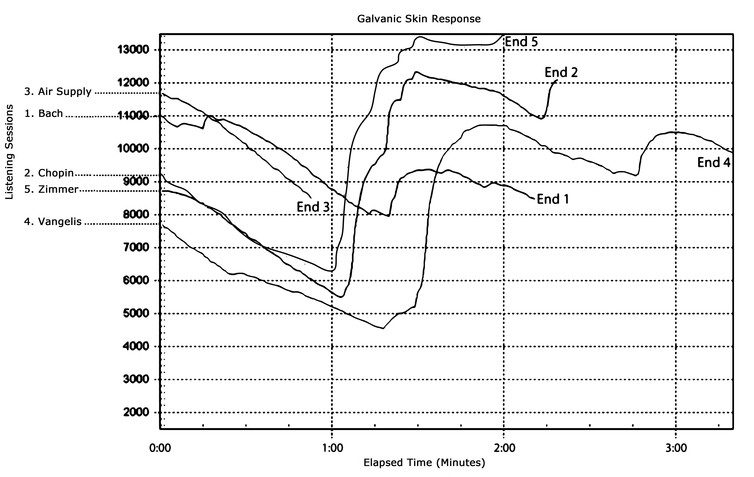 Galvanic Skin Response
Listening Sessions
13000
12000
11000
10000
9000
8000
7000
6000
5000
4000
3000
2000
3. Air Supply
1. Bach
2. Chopin
5. Zimmer
4. Vangelis
End 5
End 2
End 4
End 1
End 3
0:00 1:00 2:00 3:00
Elapsed Time (Minutes)